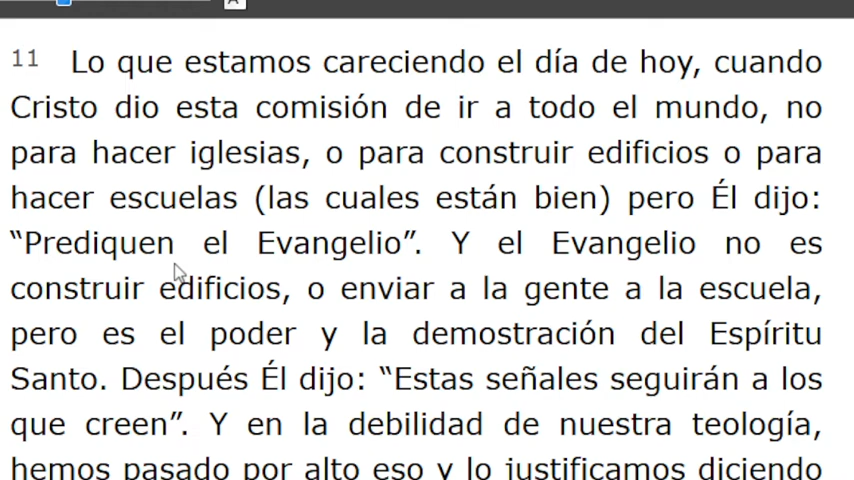 11 Lo que estamos careciendo el día de hoy, cuando
Cristo dio esta comisión de ir a todo el mundo, no
para hacer iglesias, o para construir edificios o para
hacer escuelas (las cuales están bien) pero Él dijo:
“Prediquen el Evangelio”. Y el Evangelio no es
construir edificios, o enviar a la gente a la escuela,
pero es el poder y la demostración del Espíritu
Santo. Después Él dijo: “Estas señales seguirán a los
que creen”. Y en la debilidad de nuestra teología,
hemos pasado por alto eso y lo justificamos diciendo